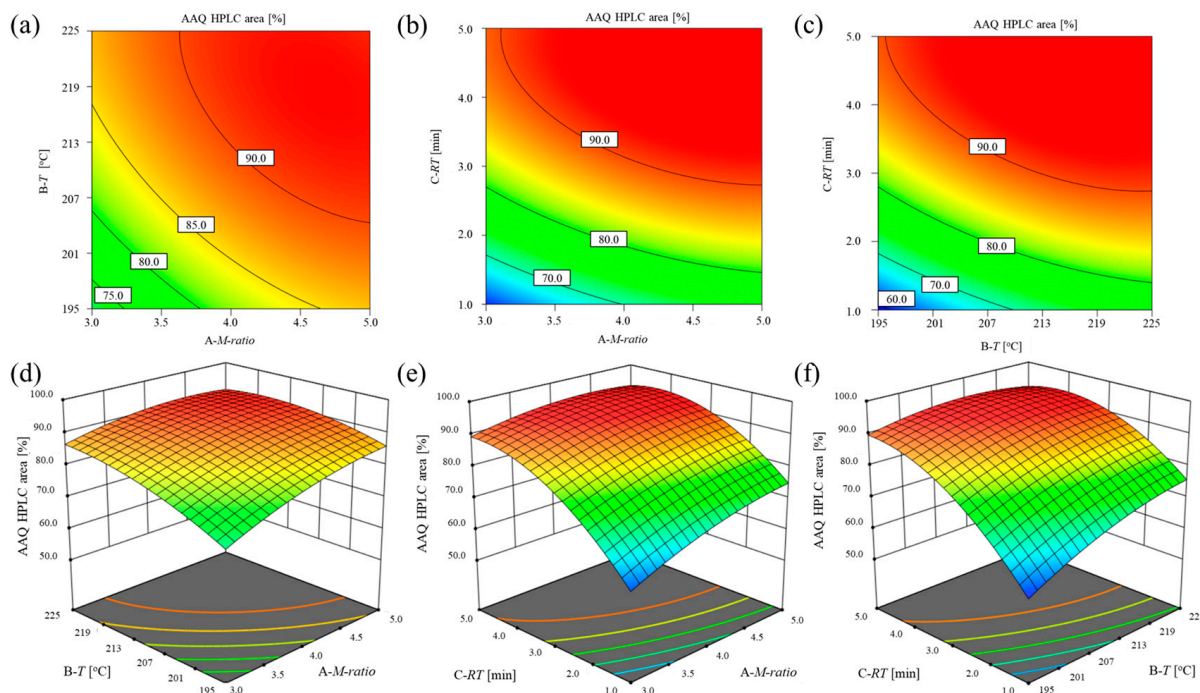 (a)
AAQ HPLC area [%]
225
219
213
207
201
195
B-T [°C]
90.0
85.0
80.0
75.0
3.0 3.5 4.0 4.5 5.0
A-M-ratio
(b)
AAQ HPLC area [%]
5.0
4.0
3.0
2.0
1.0
C-RT [min]
90.0
80.0
70.0
3.0 3.5 4.0 4.5 5.0
A-M-ratio
(c)
AAQ HPLC area [%]
5.0
4.0
3.0
2.0
1.0
C-RT [min]
90.0
80.0
70.0
60.0
195 201 207 213 219 225
B-T [°C]
(d)
100.0
90.0
80.0
70.0
60.0
50.0
AAQ HPLC area [%]
225
219
213
207
201
195
B-T [°C]
3.0
3.5
4.0
4.5
5.0
A-M-ratio
(e)
100.0
90.0
80.0
70.0
60.0
50.0
AAQ HPLC area [%]
5.0
4.0
3.0
2.0
1.0
C-RT [min]
3.0
3.5
4.0
4.5
5.0
A-M-ratio
(f)
100.0
90.0
80.0
70.0
60.0
50.0
AAQ HPLC area [%]
5.0
4.0
3.0
2.0
1.0
C-RT [min]
195
201
207
213
219
22
B-T [°C]